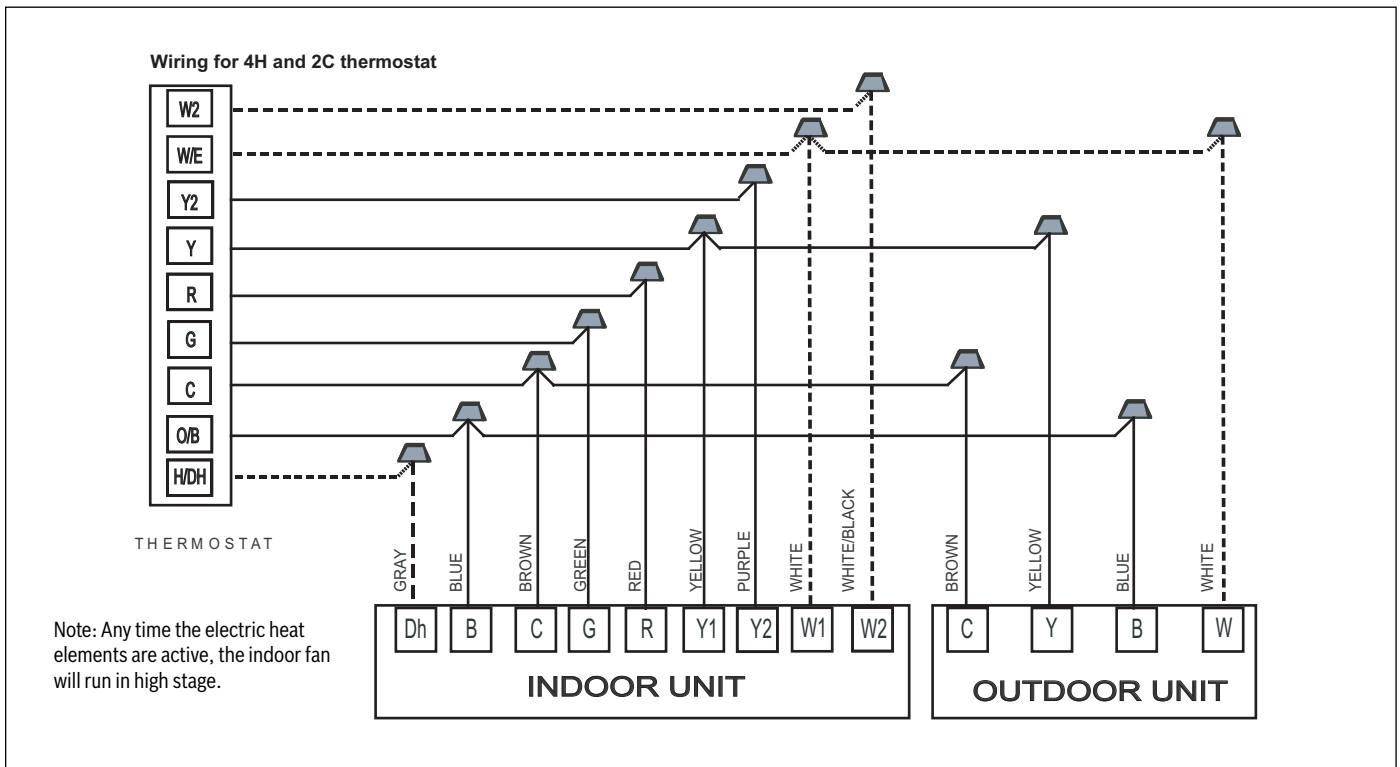 Wiring for 4H and 2C thermostat
W2
W/E
Y2
Y
R
G
C
O/B
H/DH
THERMOSTAT
GRAY
BLUE
BROWN
GREEN
RED
YELLOW
PURPLE
WHITE
WHITE/BLACK
BROWN
YELLOW
BLUE
WHITE
Dh B C G R Y1 Y2 W1 W2
INDOOR UNIT
C Y B W
OUTDOOR UNIT
Note: Any time the electric heat
elements are active, the indoor fan
will run in high stage.